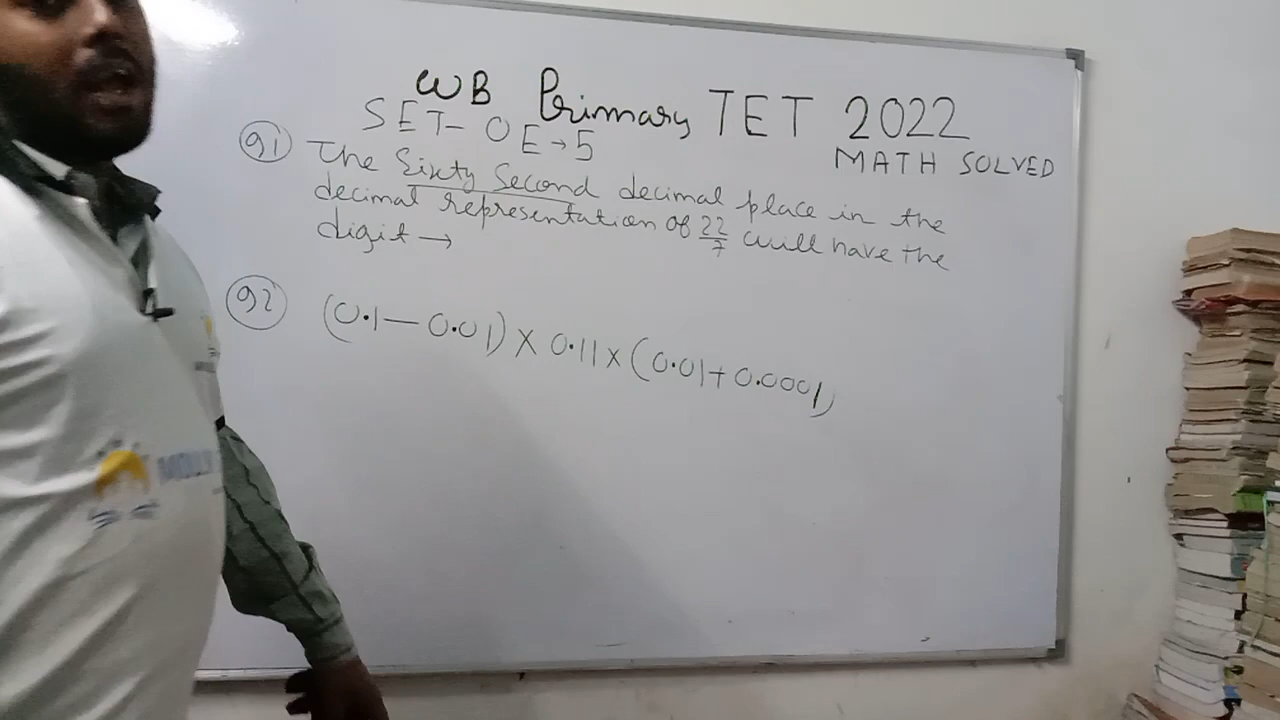 WB Primary TET 2022
SET- OE→5
MATH SOLVED
91 The Sixty Second decimal place in the
decimal representation of 22/7 will have the
digit →
92 (0.1 - 0.01) × 0.11 × (0.01 + 0.0001)